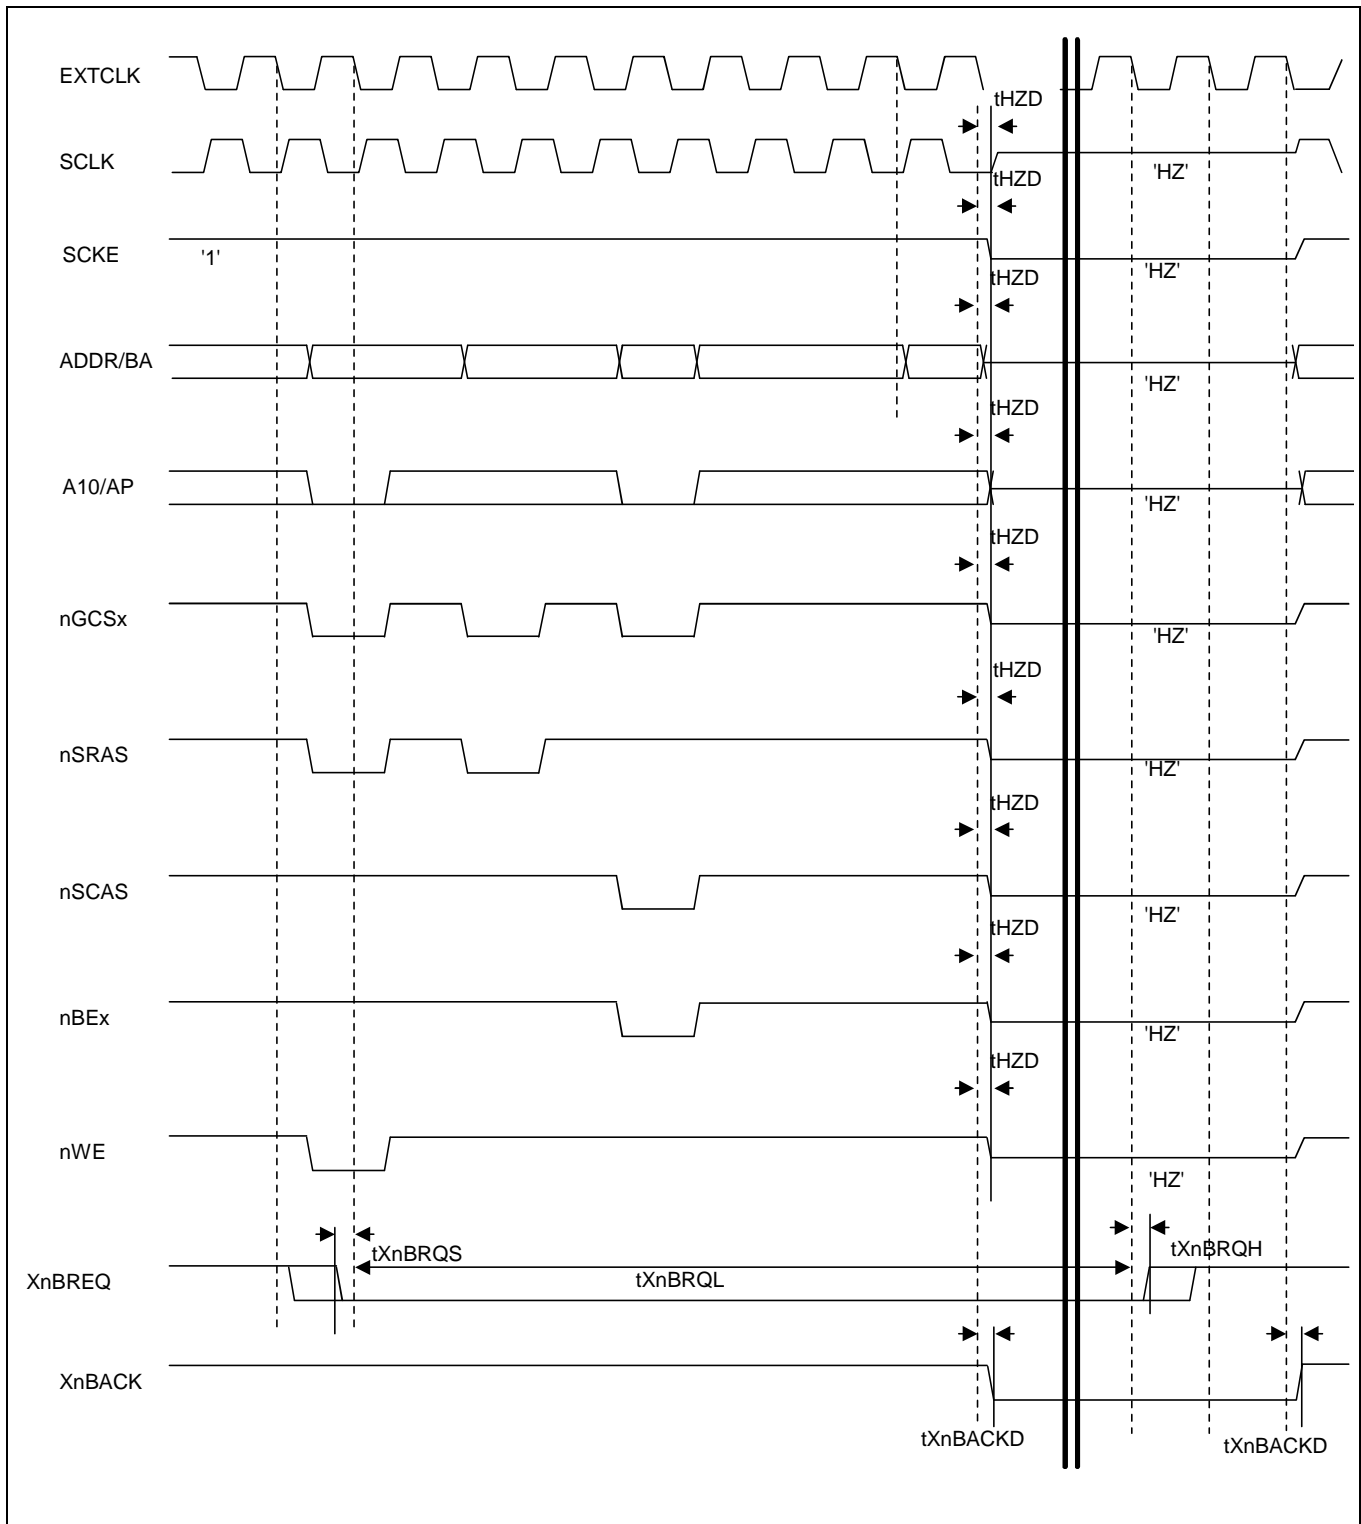 EXTCLK
tHZD
SCLK
'HZ'
tHZD
SCKE
'1'
'HZ'
tHZD
ADDR/BA
'HZ'
tHZD
A10/AP
'HZ'
tHZD
nGCSx
'HZ'
tHZD
nSRAS
'HZ'
tHZD
nSCAS
'HZ'
tHZD
nBEx
'HZ'
tHZD
nWE
'HZ'
tXnBRQS
tXnBRQH
XnBREQ
tXnBRQL
XnBACK
tXnBACKD
tXnBACKD